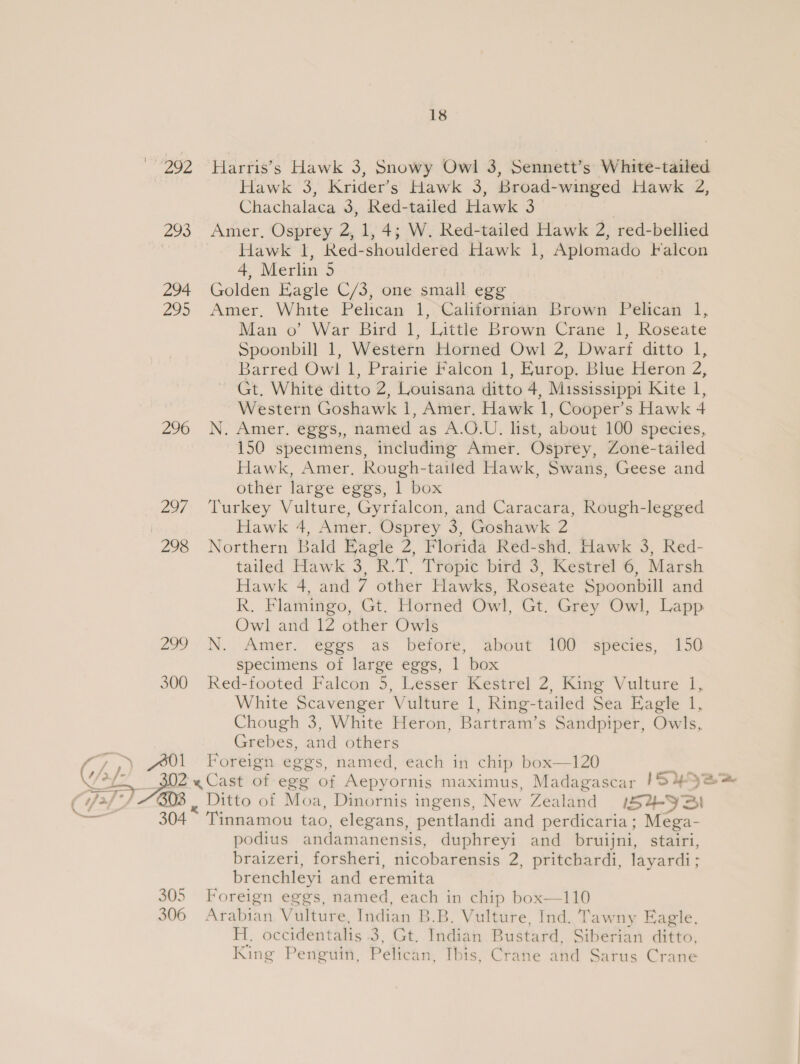 18
292 Harris's Hawk 3, Snowy Owl 3, Sennett's White-tailed
Hawk 3, Krider's Hawk 3, Broad-winged Hawk 2,
Chachalaca 3, Red-tailed Hawk 3
293 Amer. Osprey 2, 1, 4; W. Red-tailed Hawk 2, red-bellied
Hawk 1, Red-shouldered Hawk 1, Aplomado Falcon
4, Merlin 5
294 Golden Eagle C/3, one small egg
295 Amer. White Pelican 1, Californian Brown Pelican 1,
Man o' War Bird 1, Little Brown Crane 1, Roseate
Spoonbill 1, Western Horned Owl 2, Dwarf ditto 1,
Barred Owl 1, Prairie Falcon 1, Europ. Blue Heron 2,
Gt. White ditto 2, Louisana ditto 4, Mississippi Kite 1,
Western Goshawk 1, Amer. Hawk 1, Cooper's Hawk 4
296 N. Amer. eggs,, named as A.O.U. list, about 100 species,
150 specimens, including Amer. Osprey, Zone-tailed
Hawk, Amer. Rough-tailed Hawk, Swans, Geese and
other large eggs, 1 box
297 Turkey Vulture, Gyrfalcon, and Caracara, Rough-legged
Hawk 4, Amer. Osprey 3, Goshawk 2
298 Northern Bald Eagle 2, Florida Red-shd. Hawk 3, Red-
tailed Hawk 3, R.T. Tropic bird 3, Kestrel 6, Marsh
Hawk 4, and 7 other Hawks, Roseate Spoonbill and
R. Flamingo, Gt. Horned Owl, Gt. Grey Owl, Lapp
Owl and 12 other Owls
299 N. Amer. eggs as before, about 100 species, 150
specimens of large eggs, 1 box
300 Red-footed Falcon 5, Lesser Kestrel 2, King Vulture 1,
White Scavenger Vulture 1, Ring-tailed Sea Eagle 1,
Chough 3, White Heron, Bartram's Sandpiper, Owls,
Grebes, and others
301 Foreign eggs, named, each in chip box—120
302 x Cast of egg of Aepyornis maximus, Madagascar
303 x Ditto of Moa, Dinornis ingens, New Zealand
304 Tinnamou tao, elegans, pentlandi and perdicaria; Mega-
podius andamanensis, duphreyi and bruijni, stairi,
braizeri, forsheri, nicobarensis 2, pritchardi, layardi;
brenchleyi and eremita
305 Foreign eggs, named, each in chip box—110
306 Arabian Vulture, Indian B.B. Vulture, Ind. Tawny Eagle,
H. occidentalis 3, Gt. Indian Bustard, Siberian ditto,
King Penguin, Pelican, Ibis, Crane and Sarus Crane